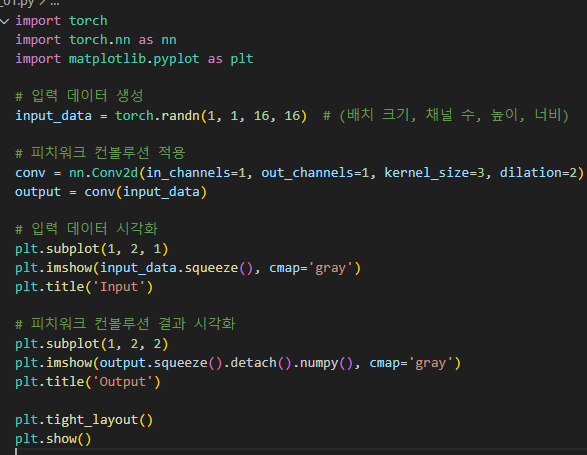 _01.py > ...
import torch
import torch.nn as nn
import matplotlib.pyplot as plt
# 입력 데이터 생성
input_data = torch.randn(1, 1, 16, 16)  # (배치 크기, 채널 수, 높이, 너비)
# 피치워크 컨볼루션 적용
conv = nn.Conv2d(in_channels=1, out_channels=1, kernel_size=3, dilation=2)
output = conv(input_data)
# 입력 데이터 시각화
plt.subplot(1, 2, 1)
plt.imshow(input_data.squeeze(), cmap='gray')
plt.title('Input')
# 피치워크 컨볼루션 결과 시각화
plt.subplot(1, 2, 2)
plt.imshow(output.squeeze().detach().numpy(), cmap='gray')
plt.title('Output')
plt.tight_layout()
plt.show()